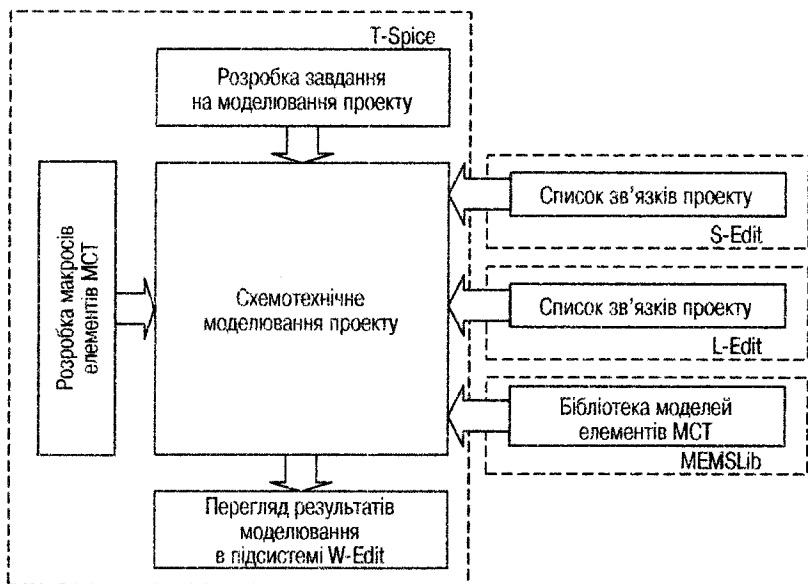 T-Spice
Розробка завдання
на моделювання проекту
Розробка макросів
елементів МСТ
Схемотехнічне
моделювання проекту
Список зв'язків проекту
S-Edit
Список зв'язків проекту
L-Edit
Бібліотека моделей
елементів МСТ
MEMSLib
Перегляд результатів
моделювання
в підсистемі W-Edit